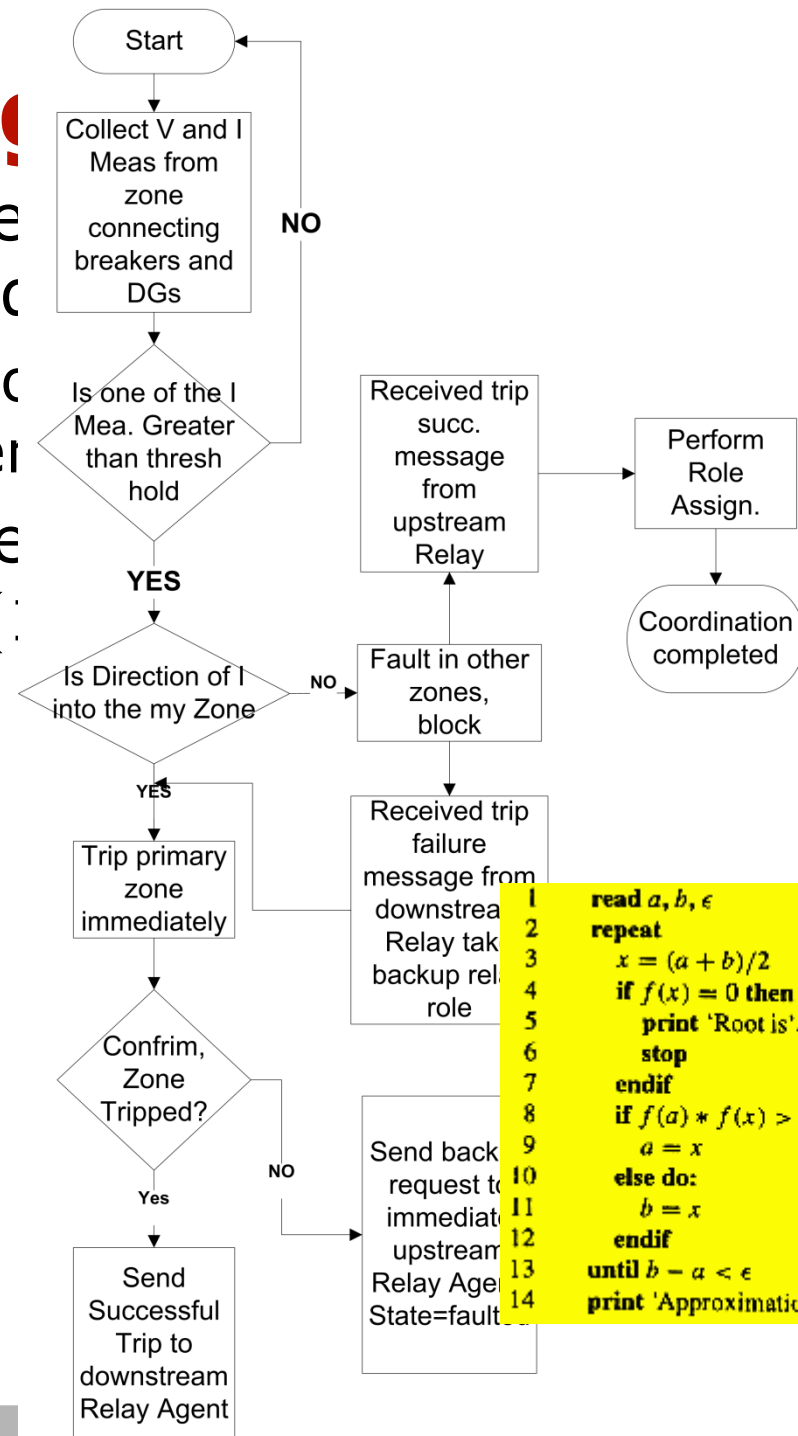 Start
Collect V and I
Meas from
zone
connecting
breakers and
DGs
NO
Is one of the I
Mea. Greater
than thresh
hold
YES
Is Direction of I
into the my Zone
NO
Fault in other
zones,
block
Received trip
succ.
message
from
upstream
Relay
Perform
Role
Assign.
Coordination
completed
YES
Trip primary
zone
immediately
Received trip
failure
message from
Relay
role
Confrim,
Zone
Tripped?
NO
Yes
Send
request
upstream
State=
Send
Successful
Trip to
downstream
Relay Agent
1 read a, b, ϵ
2 repeat
3 x = (a + b)/2
4 if f(x) = 0 then
5 print 'Root is'
6 stop
7 endif
8 if f(a) * f(x) >
9 a = x
10 else do:
11 b = x
12 endif
13 until b − a < ϵ
14 print